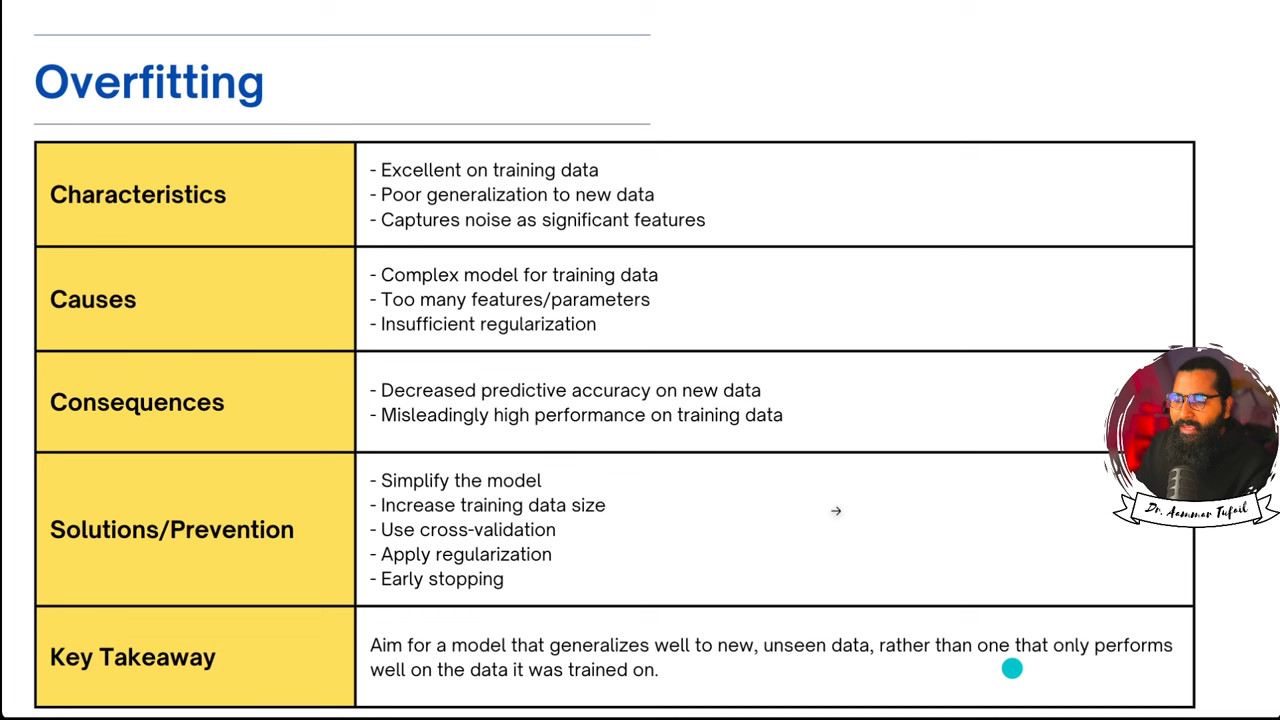 Overfitting
Characteristics
- Excellent on training data
- Poor generalization to new data
- Captures noise as significant features
Causes
- Complex model for training data
- Too many features/parameters
- Insufficient regularization
Consequences
- Decreased predictive accuracy on new data
- Misleadingly high performance on training data
Solutions/Prevention
- Simplify the model
- Increase training data size
- Use cross-validation
- Apply regularization
- Early stopping
Key Takeaway
Aim for a model that generalizes well to new, unseen data, rather than one that only performs
well on the data it was trained on.
Dr. Aammar Tufail